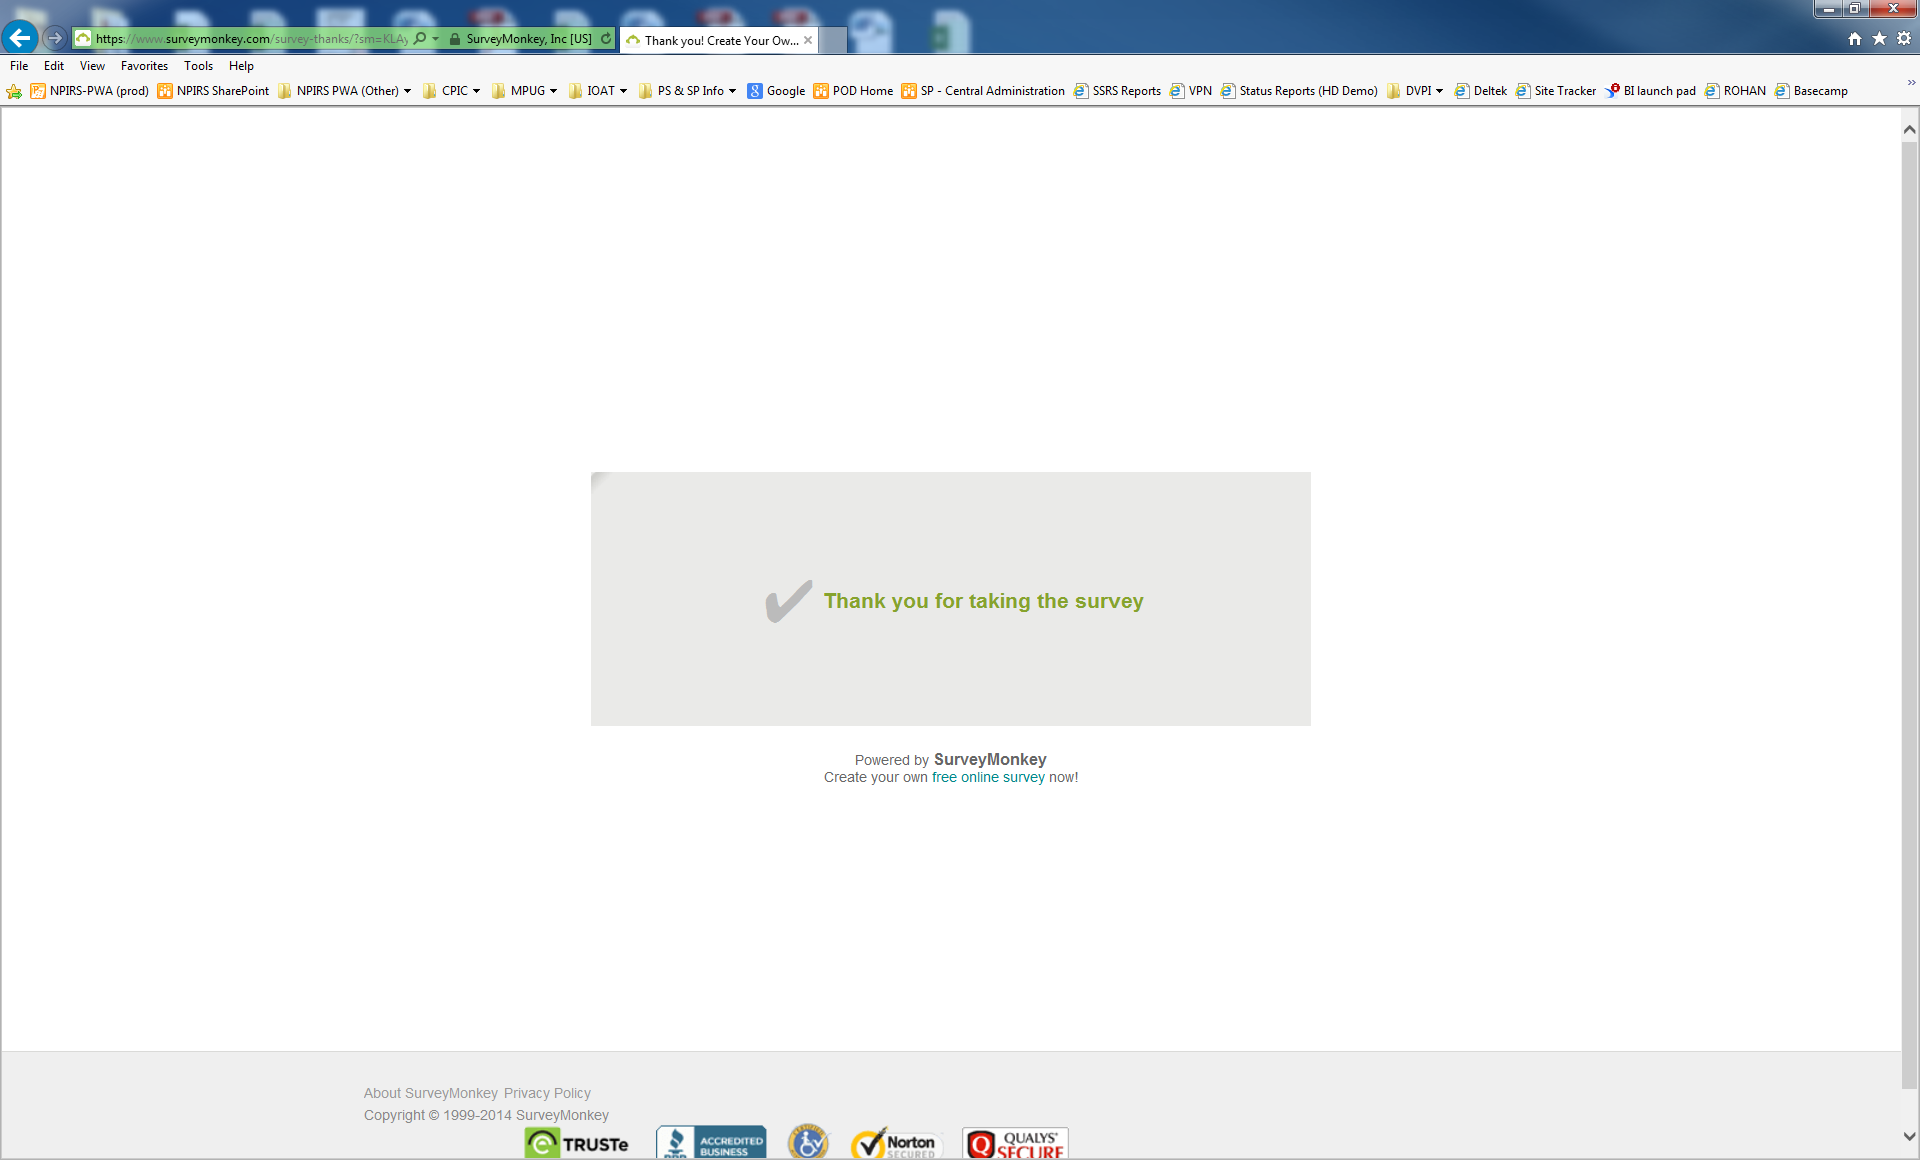 https://www.surveymonkey.com/survey-thanks/?sm=KLAy SurveyMonkey, Inc [US] Thank you! Create Your Ow...
File Edit View Favorites Tools Help
NPIRS-PWA (prod) NPIRS SharePoint NPIRS PWA (Other) CPIC MPUG IOAT PS & SP Info Google POD Home SP - Central Administration SSRS Reports VPN Status Reports (HD Demo) DVPI Deltek Site Tracker BI launch pad ROHAN Basecamp
Thank you for taking the survey
Powered by SurveyMonkey
Create your own free online survey now!
About SurveyMonkey Privacy Policy
Copyright © 1999-2014 SurveyMonkey
TRUSTe
BBB ACCREDITED
BUSINESS
Norton
SECURED
QUALYS'
SECURE